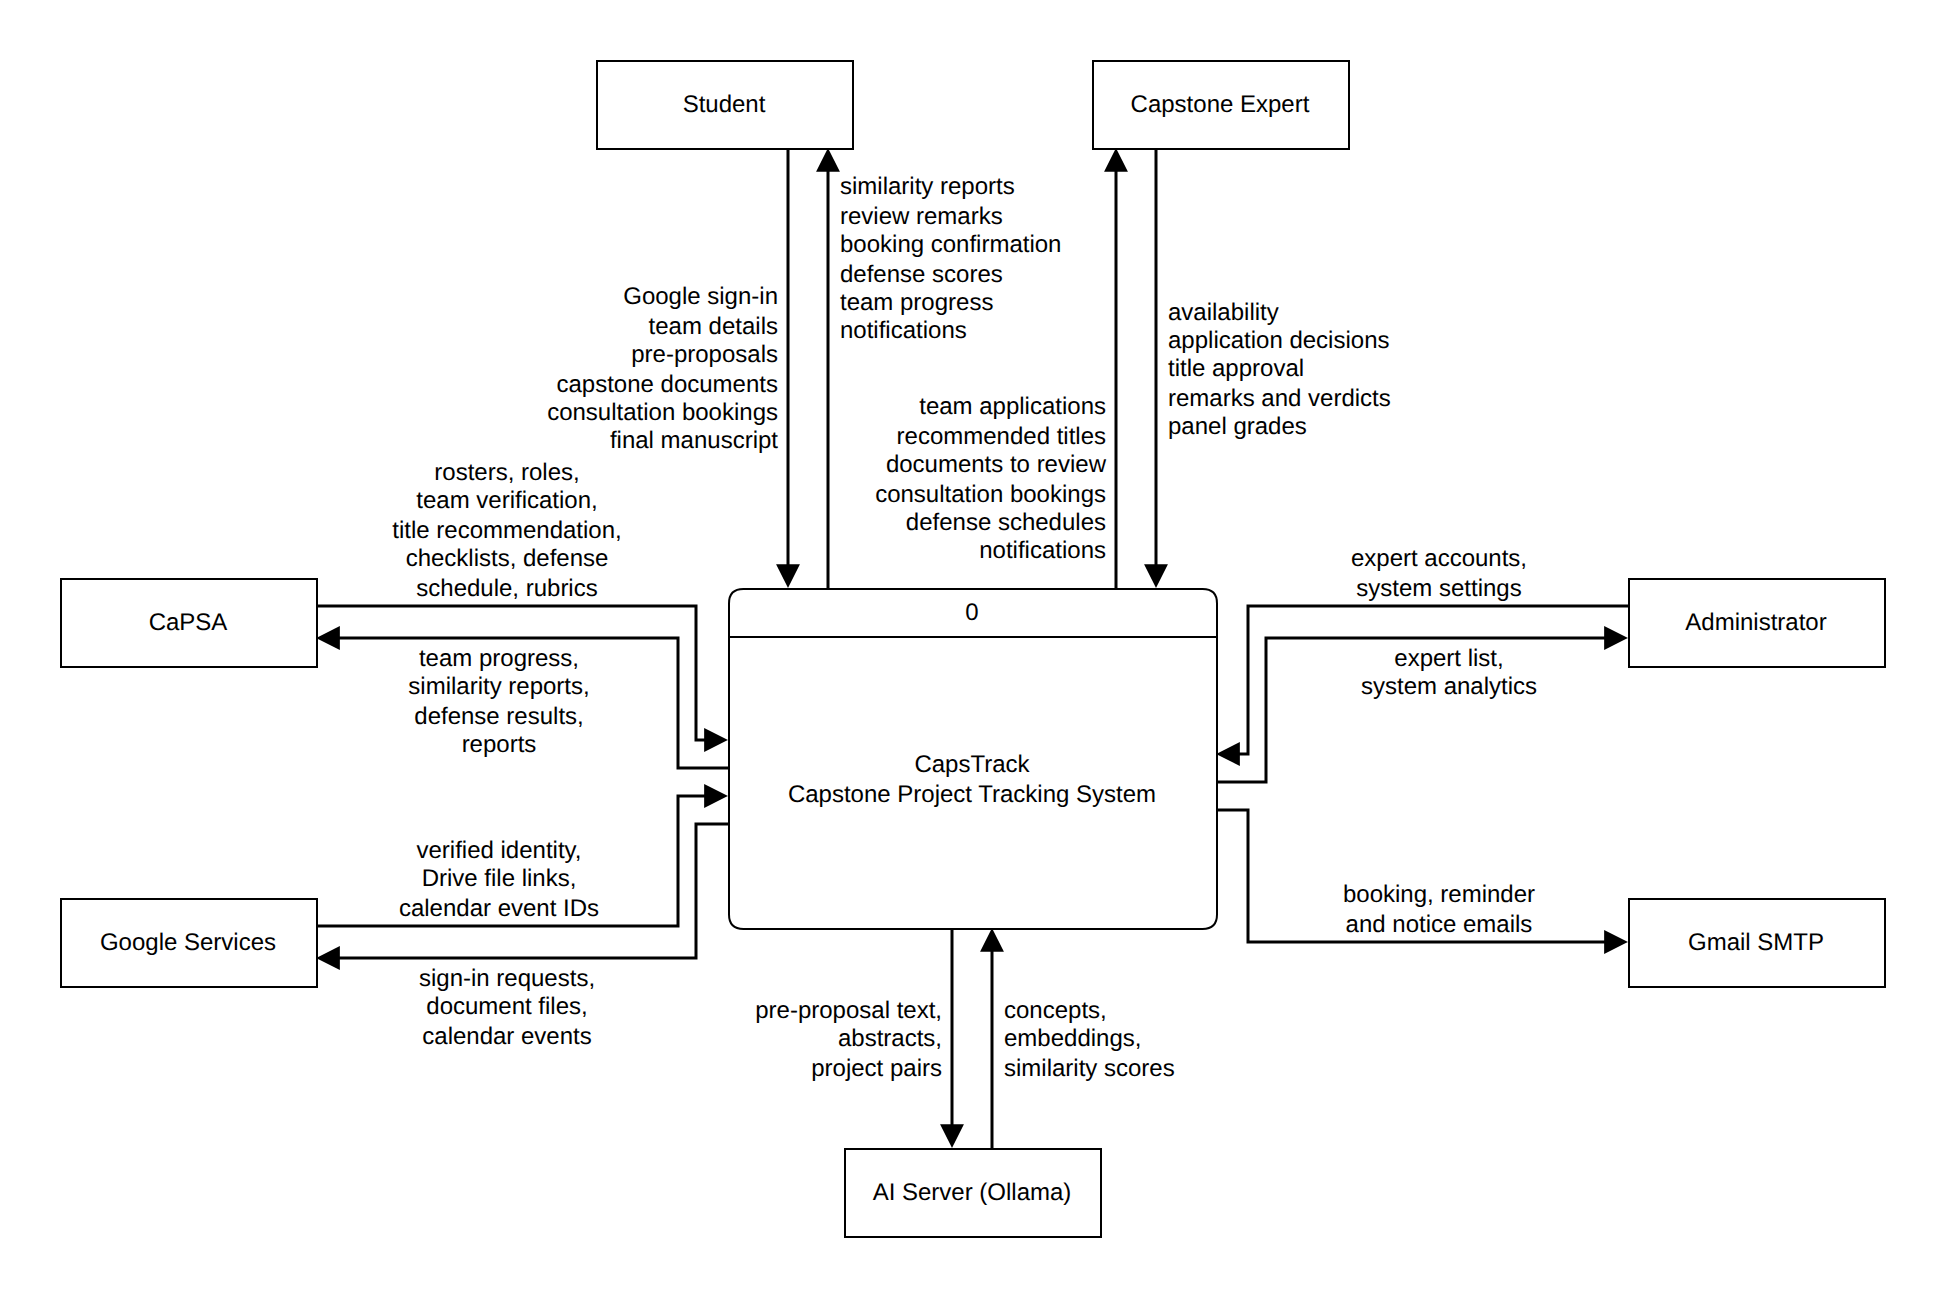 Student
Capstone Expert
similarity reports
review remarks
booking confirmation
defense scores
team progress
notifications
Google sign-in
team details
pre-proposals
capstone documents
consultation bookings
final manuscript
availability
application decisions
title approval
remarks and verdicts
panel grades
team applications
recommended titles
documents to review
consultation bookings
defense schedules
notifications
rosters, roles,
team verification,
title recommendation,
checklists, defense
schedule, rubrics
expert accounts,
system settings
CaPSA
0
Administrator
team progress,
similarity reports,
defense results,
reports
expert list,
system analytics
CapsTrack
Capstone Project Tracking System
verified identity,
Drive file links,
calendar event IDs
booking, reminder
and notice emails
Google Services
Gmail SMTP
sign-in requests,
document files,
calendar events
pre-proposal text,
abstracts,
project pairs
concepts,
embeddings,
similarity scores
AI Server (Ollama)